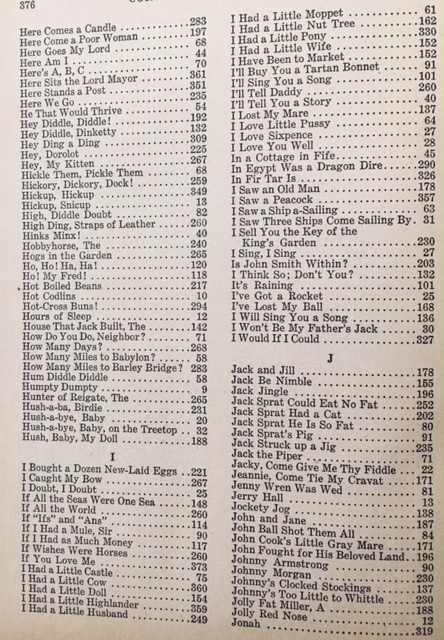 376
Here Comes a Candle 283
Here Come a Poor Woman 197
Here Goes My Lord 68
Here Am I 44
Here's A, B, C 70
Here Sits the Lord Mayor 361
Here Stands a Post 351
Here We Go 235
He That Would Thrive 54
Hey Diddle, Diddle! 192
Hey Diddle, Dinketty 132
Hey Ding a Ding 309
Hey, Dorolot 225
Hey, My Kitten 267
Hickle Them, Pickle Them 68
Hickory, Dickory, Dock! 259
Hickup, Hickup 349
Hickup, Snicup 13
High, Diddle Doubt 82
High Ding, Straps of Leather 260
Hinks Minx! 40
Hobbyhorse, The 240
Hogs in the Garden 265
Ho, Ho! Ha, Ha! 120
Ho! My Fred 118
Hot Boiled Beans 217
Hot Codlins 10
Hot-Cross Buns! 294
Hours of Sleep 12
House That Jack Built, The 142
How Do You Do, Neighbor? 71
How Many Days? 268
How Many Miles to Babylon? 58
How Many Miles to Barley Bridge? 283
Hum Diddle Diddle 58
Humpty Dumpty 9
Hunter of Reigate, The 265
Hush-a-ba, Birdie 231
Hush-a-bye, Baby 20
Hush-a-bye, Baby, on the Treetop 32
Hush, Baby, My Doll 188
I
I Bought a Dozen New-Laid Eggs 221
I Caught My Bow 267
I Doubt, I Doubt 25
If All the Seas Were One Sea 148
If All the World 260
If "Ifs" and "Ans" 114
If I Had a Mule, Sir 90
If I Had as Much Money 117
If Wishes Were Horses 260
If You Love Me 373
I Had a Little Castle 75
I Had a Little Cow 360
I Had a Little Doll 154
I Had a Little Highlander 359
I Had a Little Husband 249
I Had a Little Moppet 61
I Had a Little Nut Tree 162
I Had a Little Pony 330
I Had a Little Wife 152
I Have Been to Market 152
I'll Buy You a Tartan Bonnet 91
I'll Sing You a Song 101
I'll Tell Daddy 260
I'll Tell You a Story 40
I Lost My Mare 137
I Love Little Pussy 64
I Love Sixpence 27
I Love You Well 28
In a Cottage in Fife 45
In Egypt Was a Dragon Dire 290
In Fir Tar Is 326
I Saw an Old Man 178
I Saw a Peacock 357
I Saw a Ship a-Sailing 63
I Saw Three Ships Come Sailing By. 31
I Sell You the Key of the
King's Garden 230
I Sing, I Sing 27
Is John Smith Within? 203
I Think So; Don't You? 132
It's Raining 101
I've Got a Rocket 25
I've Lost My Ball 168
I Will Sing You a Song 136
I Won't Be My Father's Jack 30
I Would If I Could 327
J
Jack and Jill 178
Jack Be Nimble 155
Jack Jingle 196
Jack Sprat Could Eat No Fat 252
Jack Sprat Had a Cat 202
Jack Sprat He Is So Fat 80
Jack Sprat's Pig 91
Jack Struck up a Jig 235
Jack the Piper 71
Jacky, Come Give Me Thy Fiddle 22
Jeannie, Come Tie My Cravat 171
Jenny Wren Was Wed 81
Jerry Hall 13
Jockety Jog 138
John and Jane 187
John Ball Shot Them All 84
John Cook's Little Gray Mare 171
John Fought for His Beloved Land 196
Johnny Armstrong 90
Johnny Morgan 230
Johnny's Clocked Stockings 137
Johnny's Too Little to Whittle 230
Jolly Fat Miller, A 188
Jolly Red Nose 12
Jonah 319